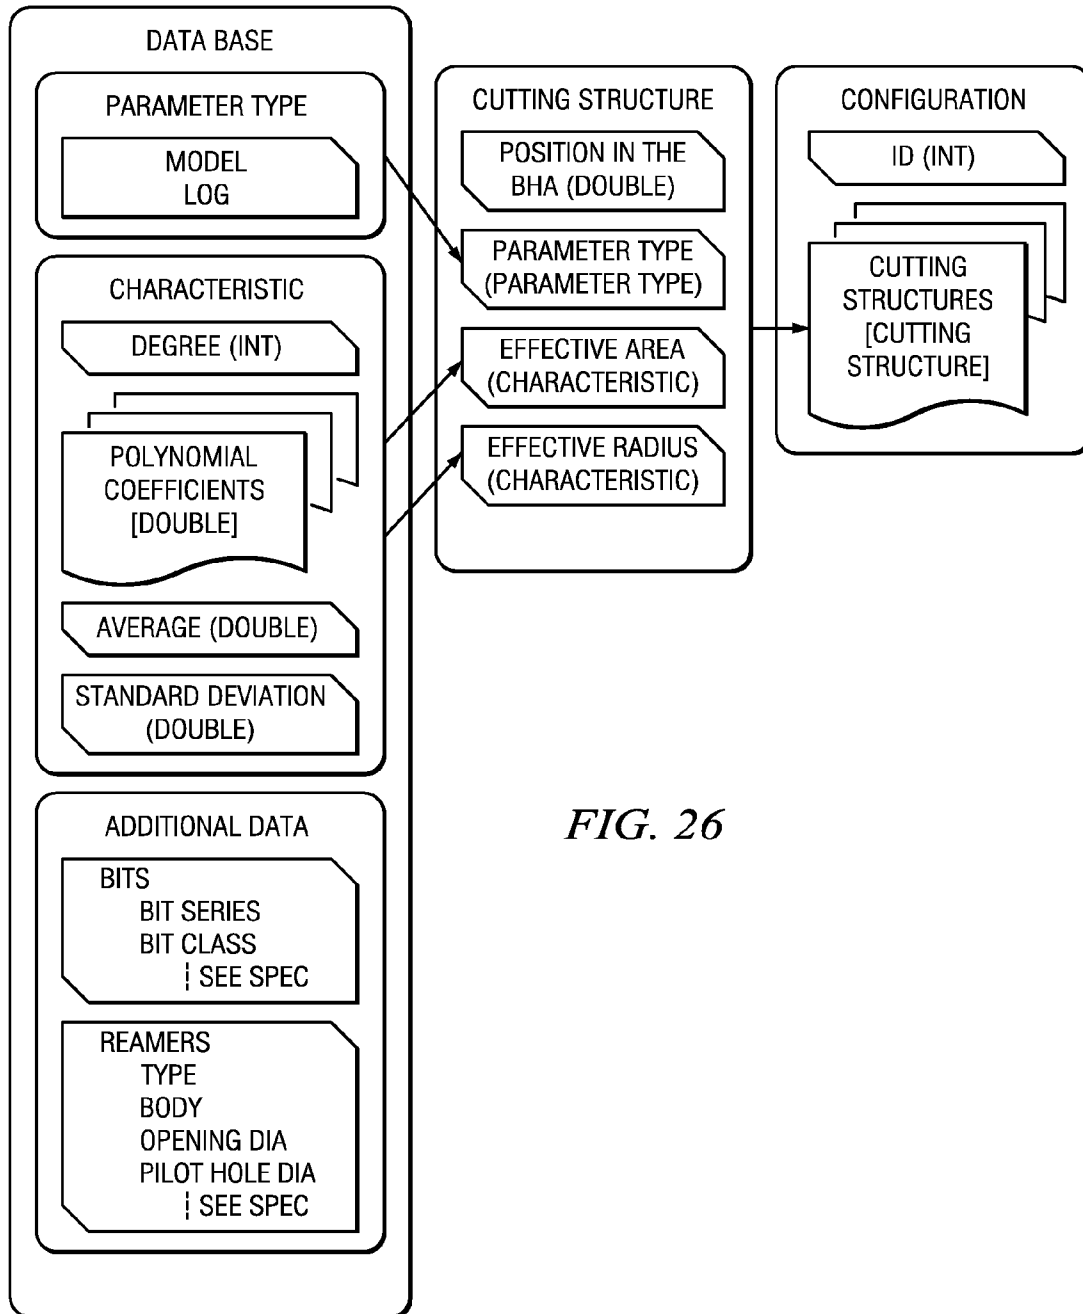 DATA BASE
PARAMETER TYPE
MODEL
LOG
CHARACTERISTIC
DEGREE (INT)
POLYNOMIAL
COEFFICIENTS
[DOUBLE]
AVERAGE (DOUBLE)
STANDARD DEVIATION
(DOUBLE)
ADDITIONAL DATA
BITS
BIT SERIES
BIT CLASS
SEE SPEC
REAMERS
TYPE
BODY
OPENING DIA
PILOT HOLE DIA
SEE SPEC
CUTTING STRUCTURE
POSITION IN THE
BHA (DOUBLE)
PARAMETER TYPE
(PARAMETER TYPE)
EFFECTIVE AREA
(CHARACTERISTIC)
EFFECTIVE RADIUS
(CHARACTERISTIC)
CONFIGURATION
ID (INT)
CUTTING
STRUCTURES
[CUTTING
STRUCTURE]
FIG. 26